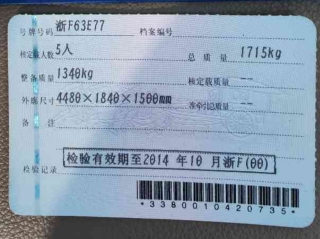 号牌号码 浙F63E77 档案编号
核定载人数 5人 总质量 1715kg
整备质量 1340kg 核定载质量 --
外廓尺寸 4480×1840×1500mm 准牵引总质量 --
备注
检验有效期至2014年10月浙F(00)
检验记录
*3380010420735*